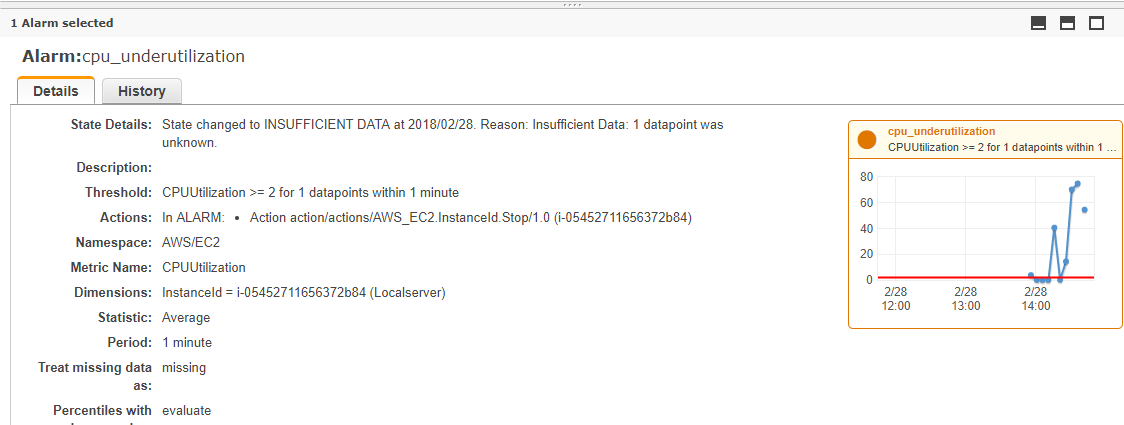 1 Alarm selected
Alarm:cpu_underutilization
Details History
State Details: State changed to INSUFFICIENT DATA at 2018/02/28. Reason: Insufficient Data: 1 datapoint was
unknown.
Description:
Threshold: CPUUtilization >= 2 for 1 datapoints within 1 minute
Actions: In ALARM: • Action action/actions/AWS_EC2.InstanceId.Stop/1.0 (i-05452711656372b84)
Namespace: AWS/EC2
Metric Name: CPUUtilization
Dimensions: InstanceId = i-05452711656372b84 (Localserver)
Statistic: Average
Period: 1 minute
Treat missing data missing
as:
Percentiles with evaluate
cpu_underutilization
CPUUtilization >= 2 for 1 datapoints within 1 ...
80
60
40
20
0
2/28 2/28 2/28
12:00 13:00 14:00